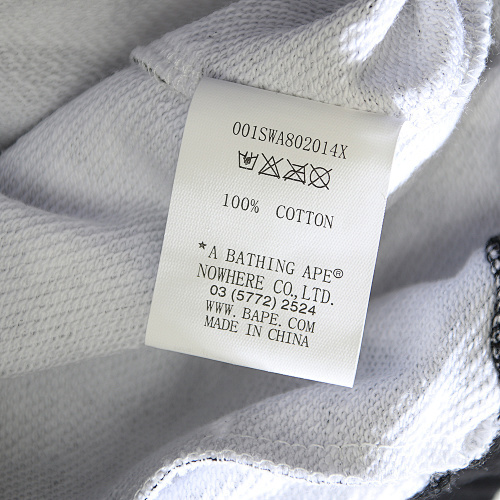 001SWA802014X
100% COTTON
★A BATHING APE®
NOWHERE CO., LTD.
03 (5772) 2524
WWW. BAPE. COM
MADE IN CHINA